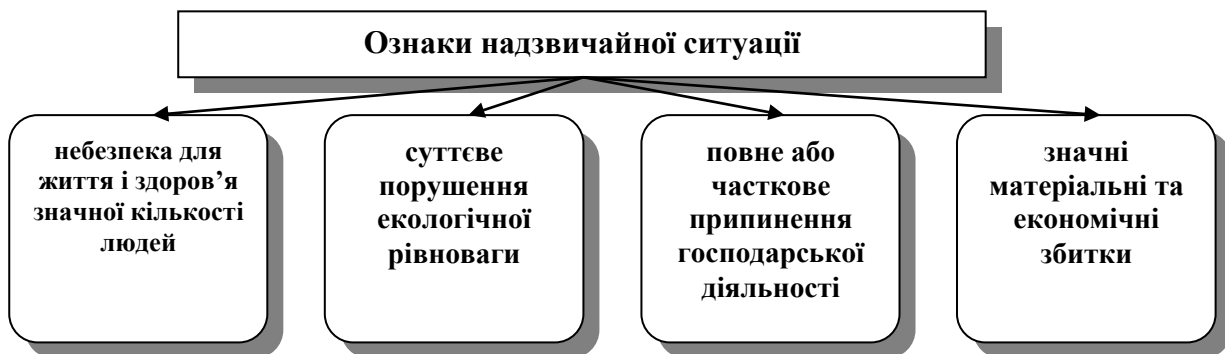 Ознаки надзвичайної ситуації
небезпека для
життя і здоров’я
значної кількості
людей
суттєве
порушення
екологічної
рівноваги
повне або
часткове
припинення
господарської
діяльності
значні
матеріальні та
економічні
збитки